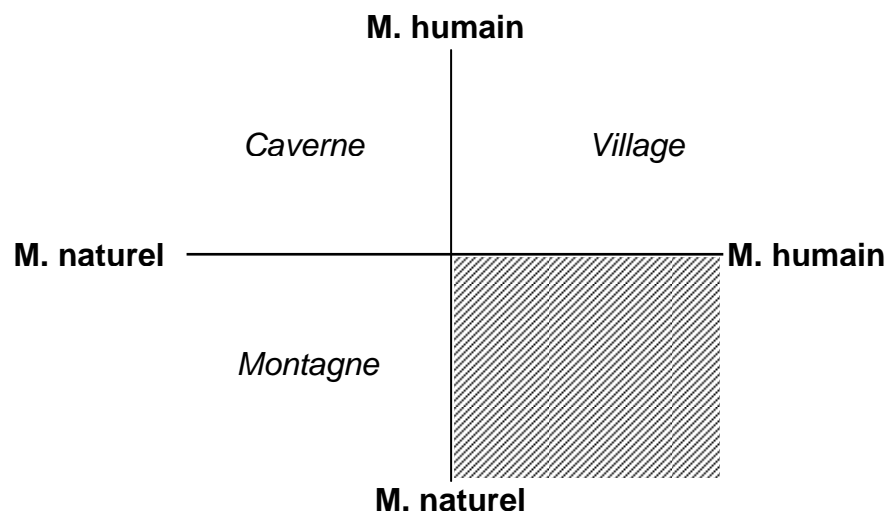 M. humain
Caverne Village
M. naturel M. humain
Montagne
M. naturel